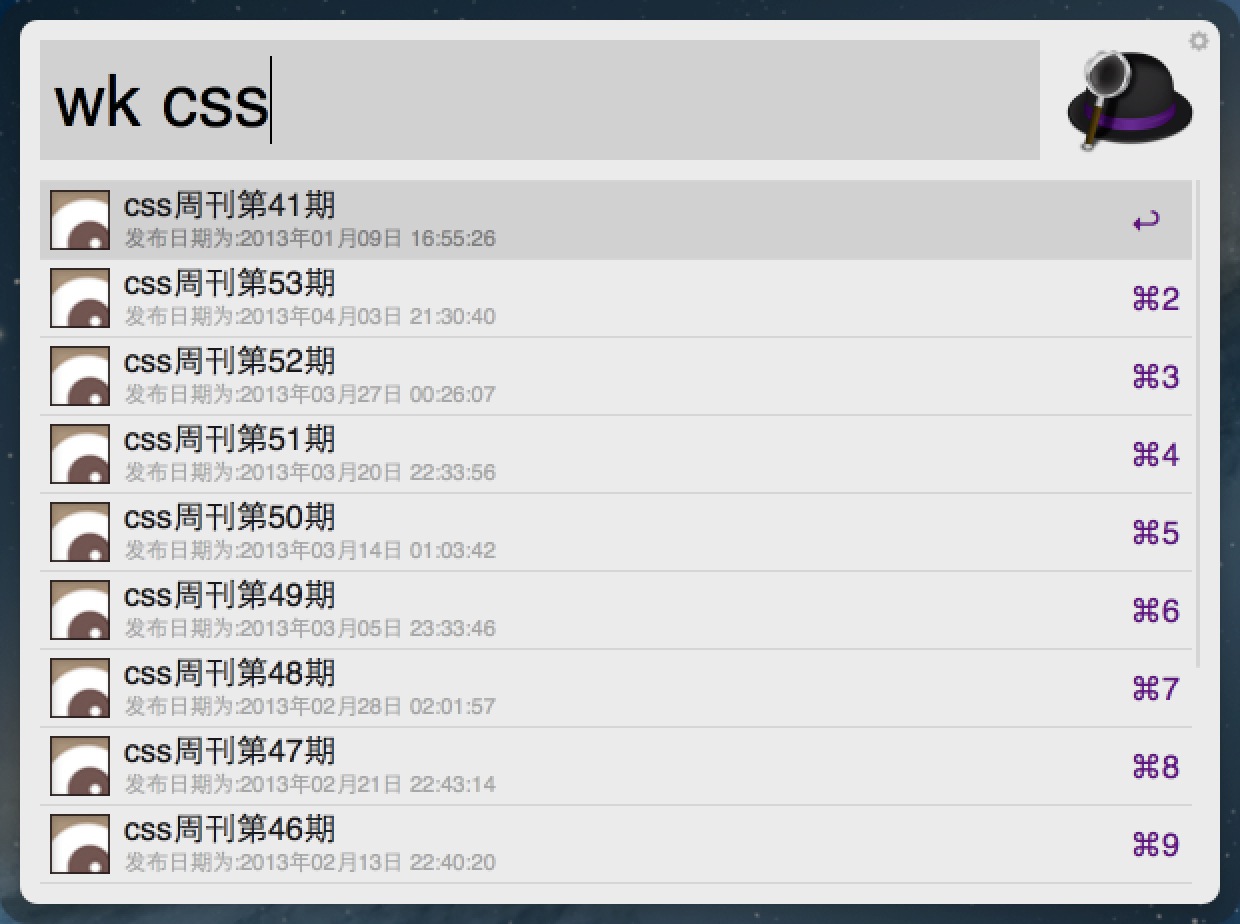 wk css
css周刊第41期
发布日期为:2013年01月09日 16:55:26
↩
css周刊第53期
发布日期为:2013年04月03日 21:30:40
⌘2
css周刊第52期
发布日期为:2013年03月27日 00:26:07
⌘3
css周刊第51期
发布日期为:2013年03月20日 22:33:56
⌘4
css周刊第50期
发布日期为:2013年03月14日 01:03:42
⌘5
css周刊第49期
发布日期为:2013年03月05日 23:33:46
⌘6
css周刊第48期
发布日期为:2013年02月28日 02:01:57
⌘7
css周刊第47期
发布日期为:2013年02月21日 22:43:14
⌘8
css周刊第46期
发布日期为:2013年02月13日 22:40:20
⌘9